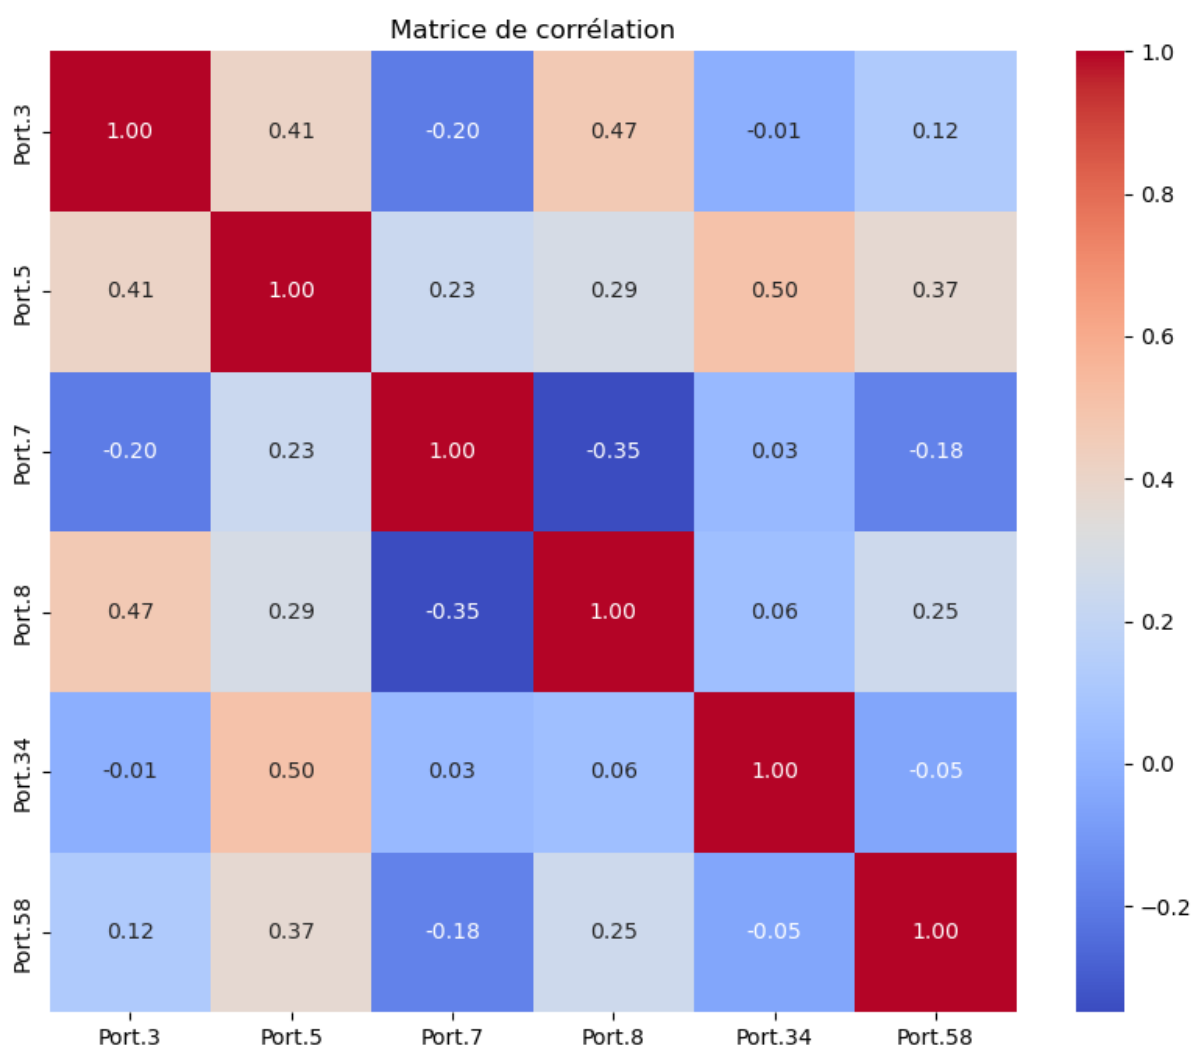 Matrice de corrélation
Port.3 1.00 0.41 -0.20 0.47 -0.01 0.12
Port.5 0.41 1.00 0.23 0.29 0.50 0.37
Port.7 -0.20 0.23 1.00 -0.35 0.03 -0.18
Port.8 0.47 0.29 -0.35 1.00 0.06 0.25
Port.34 -0.01 0.50 0.03 0.06 1.00 -0.05
Port.58 0.12 0.37 -0.18 0.25 -0.05 1.00
Port.3 Port.5 Port.7 Port.8 Port.34 Port.58
1.0
0.8
0.6
0.4
0.2
0.0
−0.2